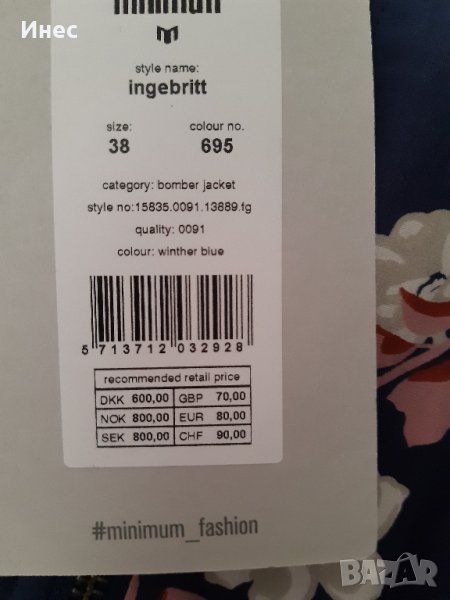 Инес
minimum
style name:
ingebritt
size: colour no.
38 695
category: bomber jacket
style no:15835.0091.13889.fg
quality: 0091
colour: winther blue
5 713712 032928
recommended retail price
DKK 600,00 GBP 70,00
NOK 800,00 EUR 80,00
SEK 800,00 CHF 90,00
#minimum_fashion
BAZAR